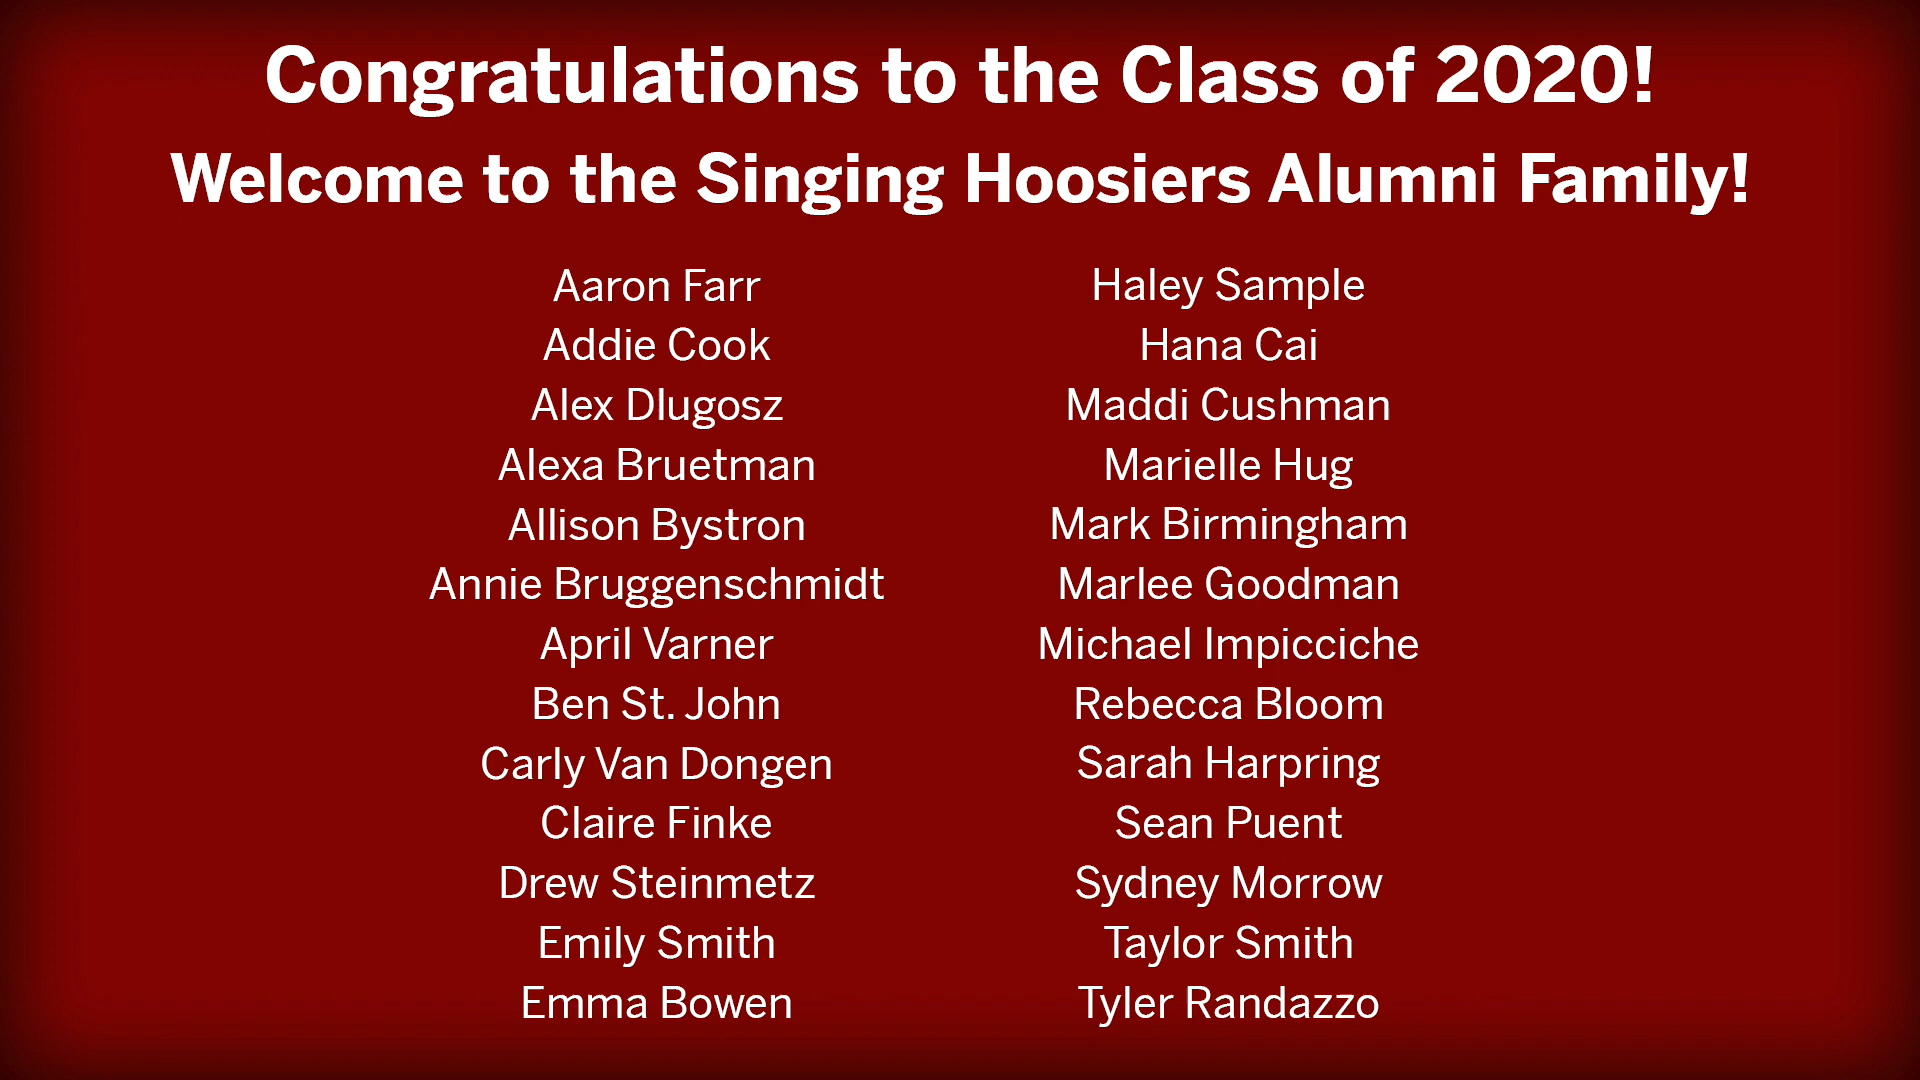 Congratulations to the Class of 2020!
Welcome to the Singing Hoosiers Alumni Family!
Aaron Farr
Addie Cook
Alex Dlugosz
Alexa Bruetman
Allison Bystron
Annie Bruggenschmidt
April Varner
Ben St. John
Carly Van Dongen
Claire Finke
Drew Steinmetz
Emily Smith
Emma Bowen
Haley Sample
Hana Cai
Maddi Cushman
Marielle Hug
Mark Birmingham
Marlee Goodman
Michael Impicciche
Rebecca Bloom
Sarah Harpring
Sean Puent
Sydney Morrow
Taylor Smith
Tyler Randazzo